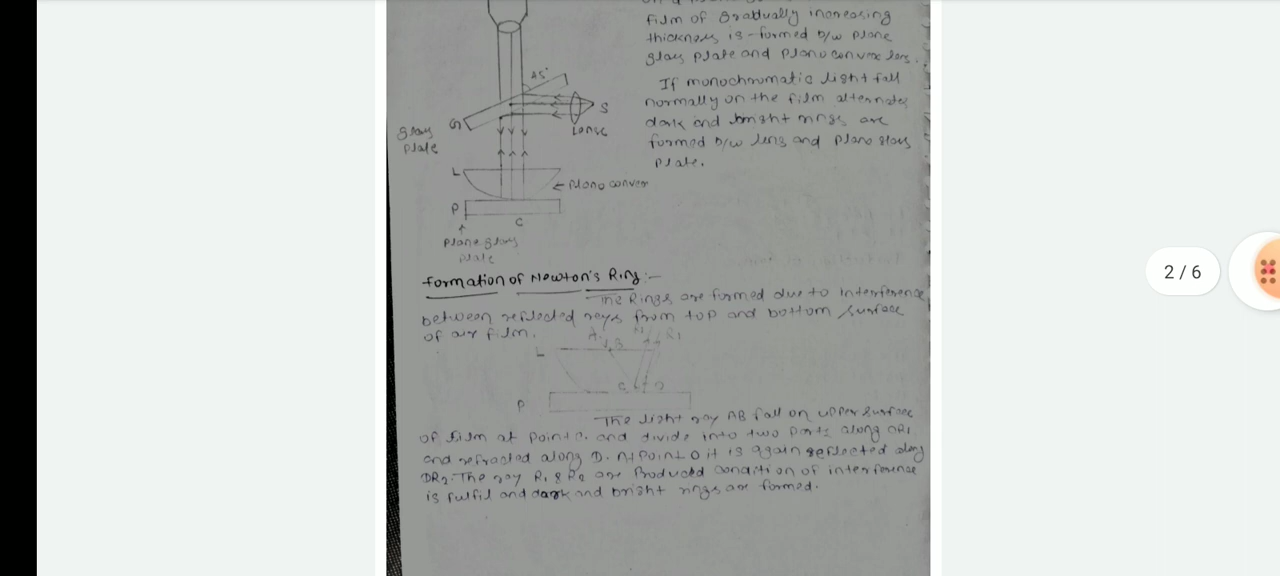 film of Gradually increasing
thickness is formed b/w plane
glass plate and plano convex lens.
If monochromatic light fall
normally on the film alternates
dark and bright rings are
formed b/w lens and plano glass
plate.
45°
S
Lense
G
glass
plate
L
← Plano convex
P
C
plane glass
plate
2 / 6
formation of Newton's Ring:-
The Rings are formed due to interference
between reflected rays from top and bottom surface
of air film.
A B R1
L
C D
P
The light ray AB fall on upper surface
of film at point C. and divide into two parts along CR1
and refracted along D. At point D it is again reflected along
DR2. The ray R1 & R2 are Produced condition of interference
is fulfil and dark and bright rings are formed.